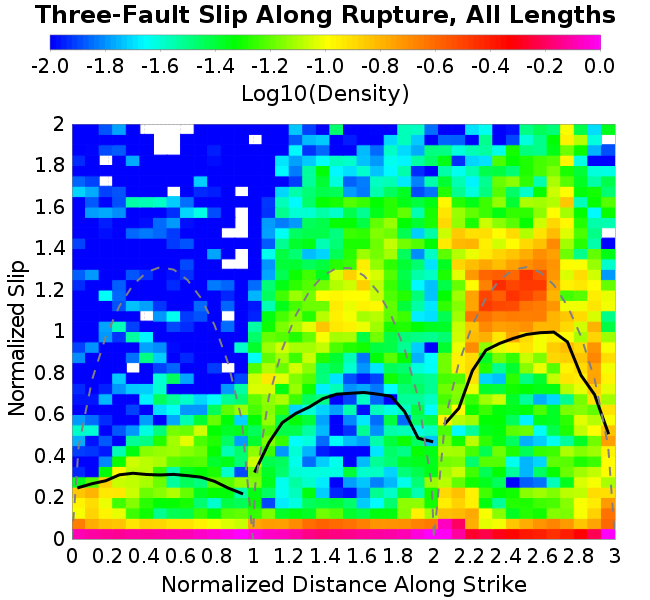 Three-Fault Slip Along Rupture, All Lengths
-2.0 -1.8 -1.6 -1.4 -1.2 -1.0 -0.8 -0.6 -0.4 -0.2 0.0
Log10(Density)
2
1.8
1.6
1.4
1.2
1
0.8
0.6
0.4
0.2
0
Normalized Slip
0 0.2 0.4 0.6 0.8 1 1.2 1.4 1.6 1.8 2 2.2 2.4 2.6 2.8 3
Normalized Distance Along Strike